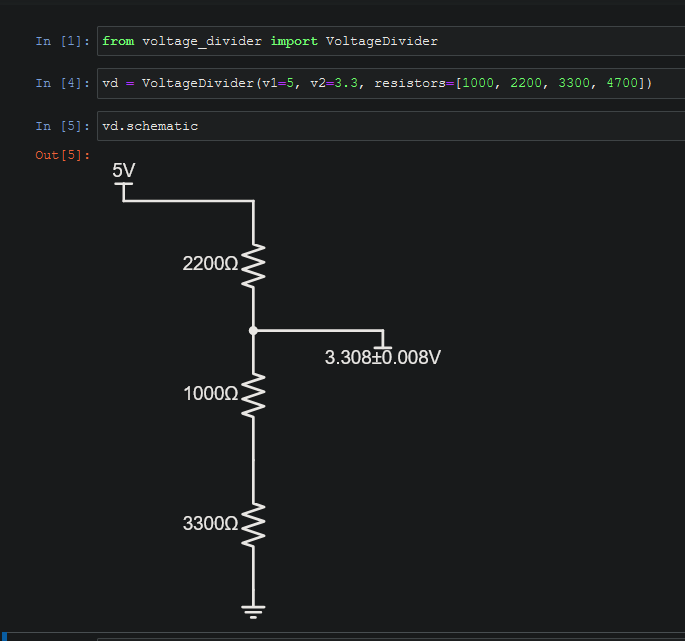 In [1]: from voltage_divider import VoltageDivider
In [4]: vd = VoltageDivider(v1=5, v2=3.3, resistors=[1000, 2200, 3300, 4700])
In [5]: vd.schematic
Out[5]:
5V
2200Ω
3.308±0.008V
1000Ω
3300Ω